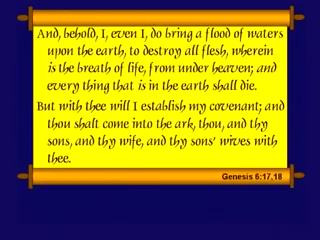 And, behold, I, even I, do bring a flood of waters
upon the earth, to destroy all flesh, wherein
is the breath of life, from under heaven; and
every thing that is in the earth shall die.
But with thee will I establish my covenant; and
thou shalt come into the ark, thou, and thy
sons, and thy wife, and thy sons' wives with
thee.
Genesis 6:17,18